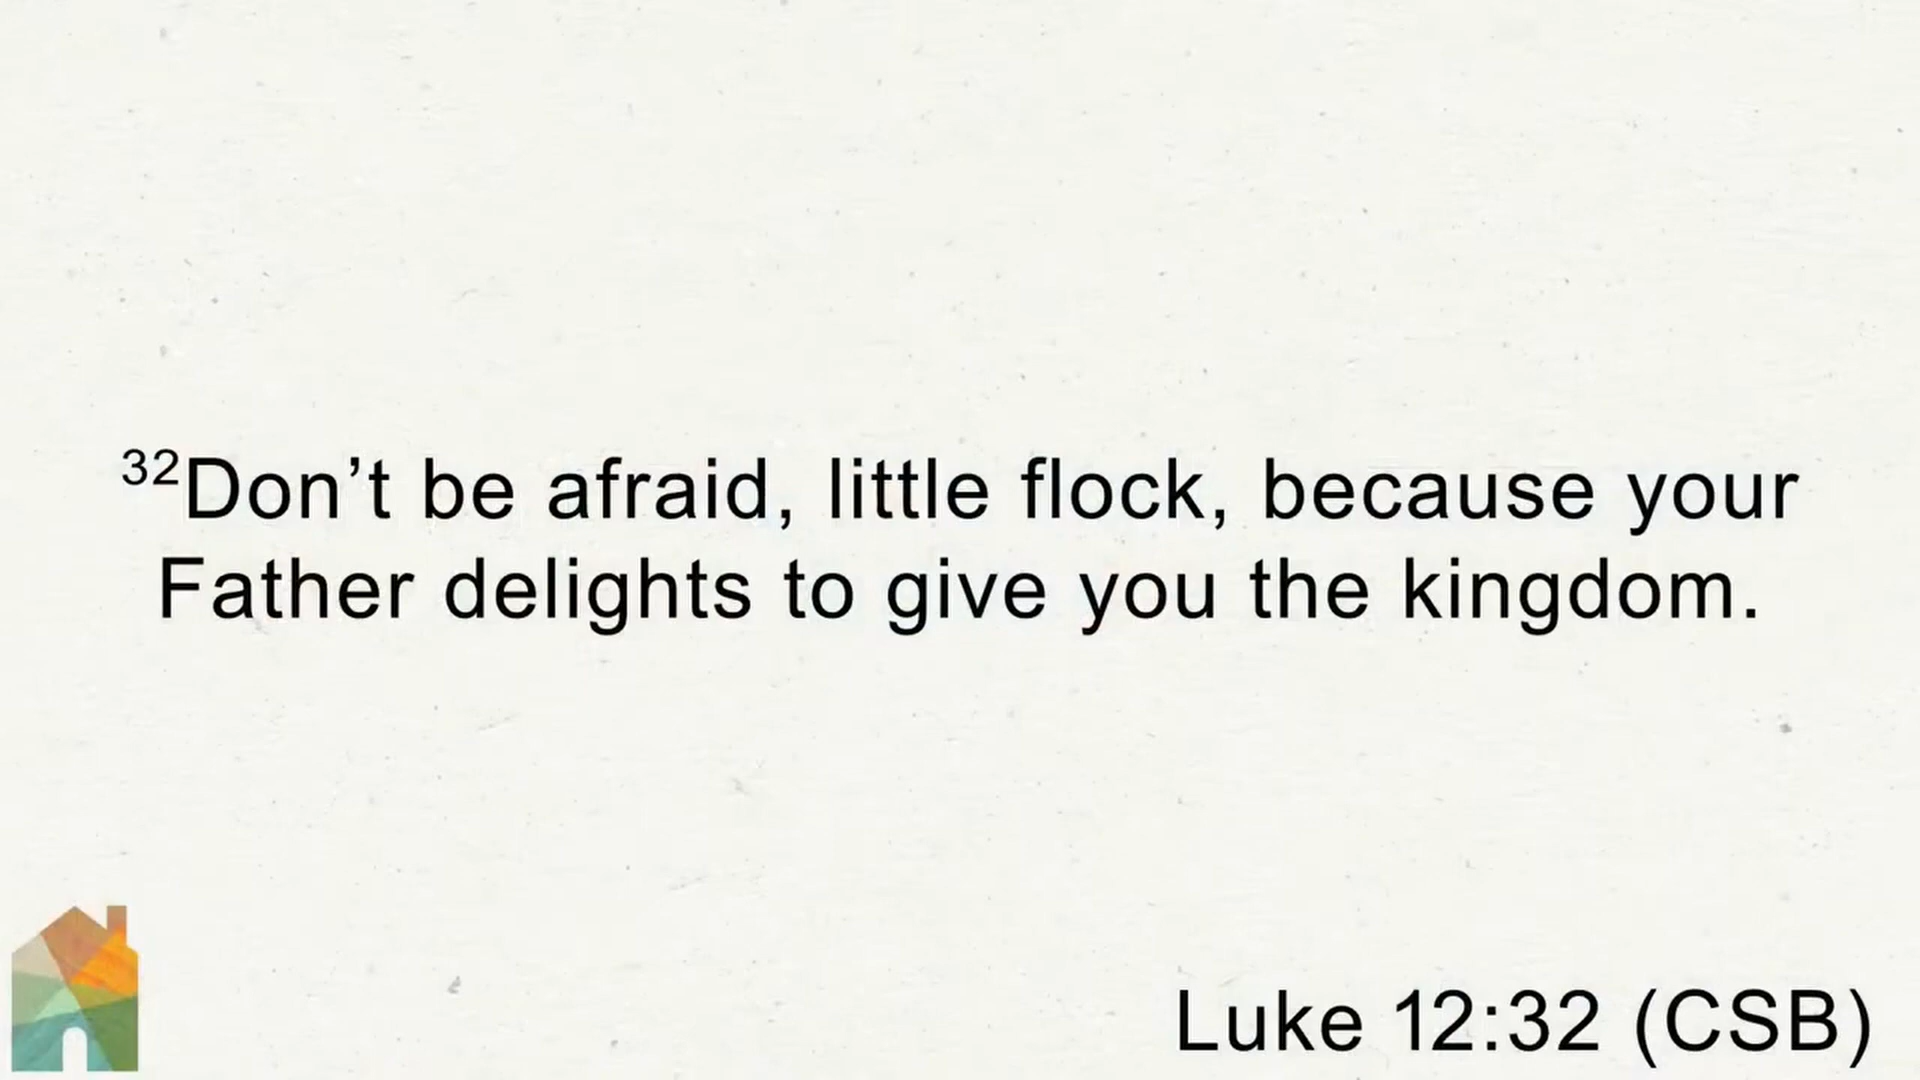 ³²Don’t be afraid, little flock, because your
Father delights to give you the kingdom.
Luke 12:32 (CSB)